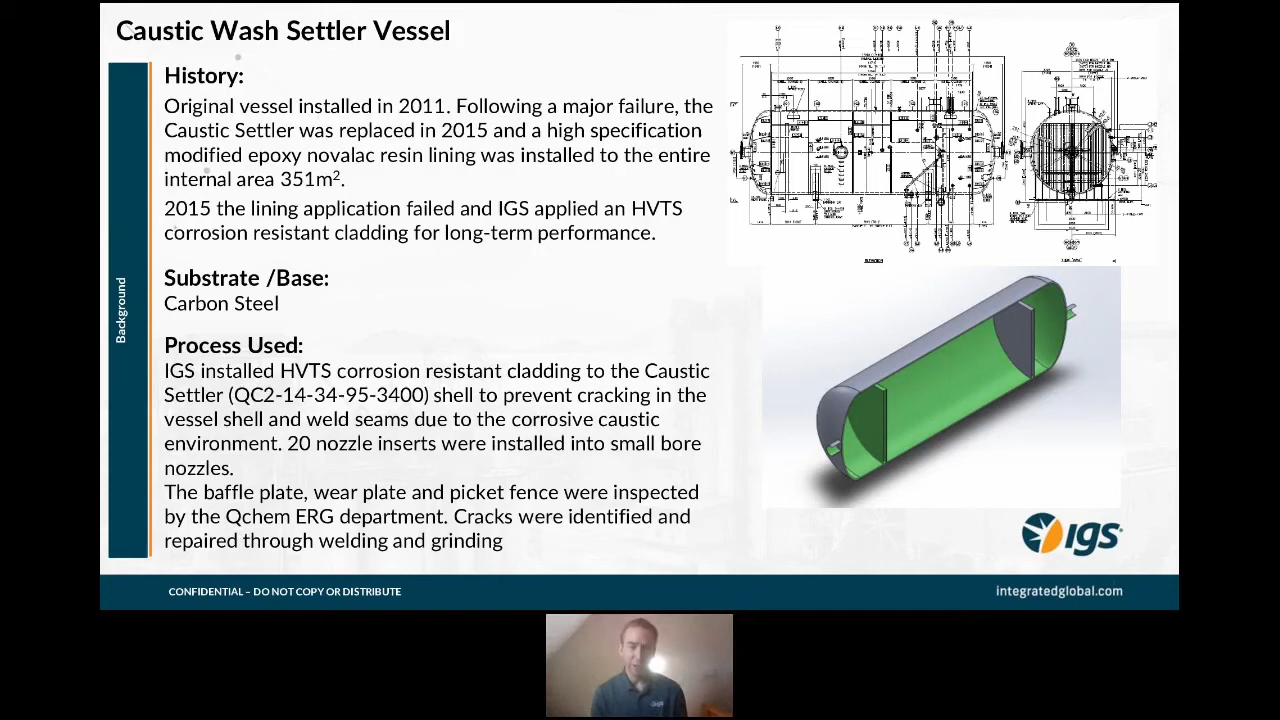 Caustic Wash Settler Vessel
Background
History:
Original vessel installed in 2011. Following a major failure, the
Caustic Settler was replaced in 2015 and a high specification
modified epoxy novalac resin lining was installed to the entire
internal area 351m².
2015 the lining application failed and IGS applied an HVTS
corrosion resistant cladding for long-term performance.
Substrate /Base:
Carbon Steel
Process Used:
IGS installed HVTS corrosion resistant cladding to the Caustic
Settler (QC2-14-34-95-3400) shell to prevent cracking in the
vessel shell and weld seams due to the corrosive caustic
environment. 20 nozzle inserts were installed into small bore
nozzles.
The baffle plate, wear plate and picket fence were inspected
by the Qchem ERG department. Cracks were identified and
repaired through welding and grinding
IGS
CONFIDENTIAL – DO NOT COPY OR DISTRIBUTE
integratedglobal.com